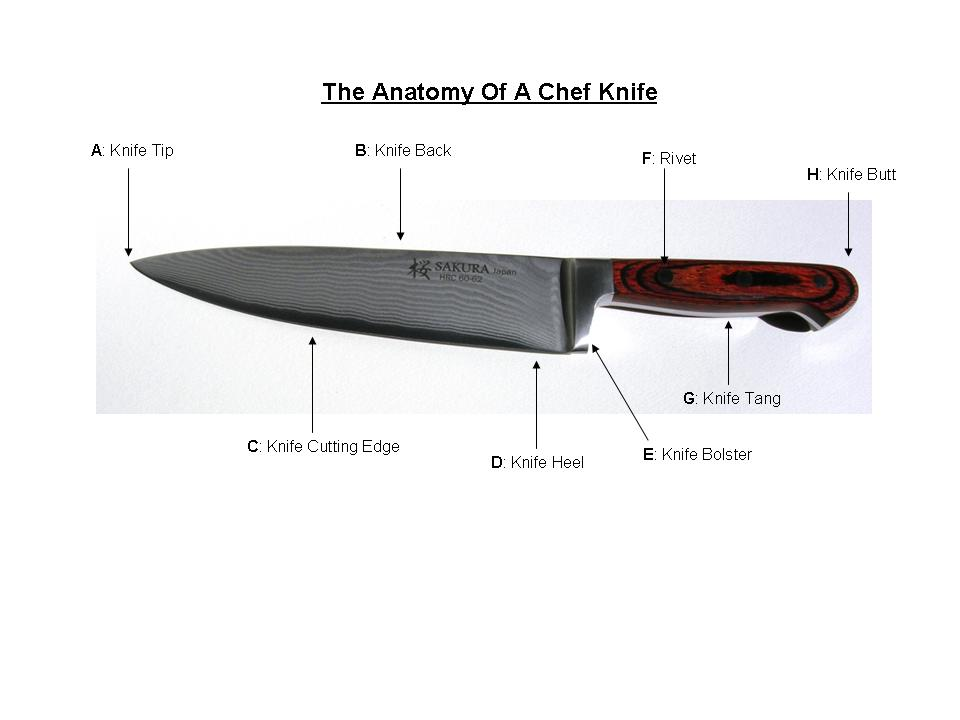 The Anatomy Of A Chef Knife
A: Knife Tip
B: Knife Back
F: Rivet
H: Knife Butt
桜 SAKURA Japan
HRC 60-62
G: Knife Tang
C: Knife Cutting Edge
D: Knife Heel
E: Knife Bolster